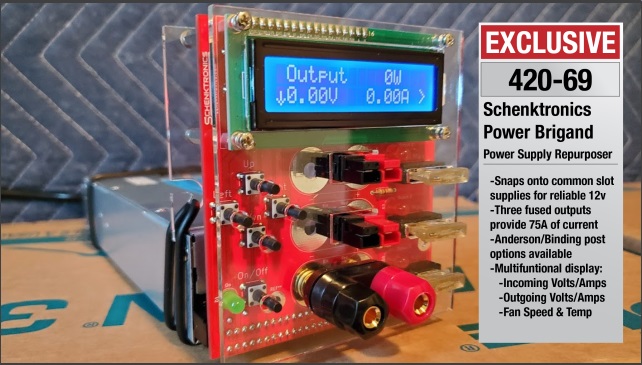 SCHENKTRONICS
Output 0W
↓0.00V 0.00A >
Up
Left
On/Off
EXCLUSIVE
420-69
Schenktronics
Power Brigand
Power Supply Repurposer
-Snaps onto common slot
supplies for reliable 12v
-Three fused outputs
provide 75A of current
-Anderson/Binding post
options available
-Multifuntional display:
-Incoming Volts/Amps
-Outgoing Volts/Amps
-Fan Speed & Temp